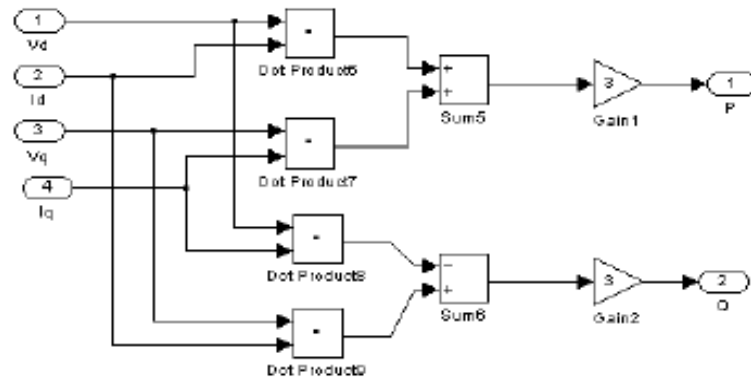 1
Vd
2
Id
3
Vq
4
Iq
Dot Product6
Dot Product7
+
+
Sum5
3
Gain1
1
P
Dot Product8
Dot Product9
−
+
Sum6
3
Gain2
2
Q